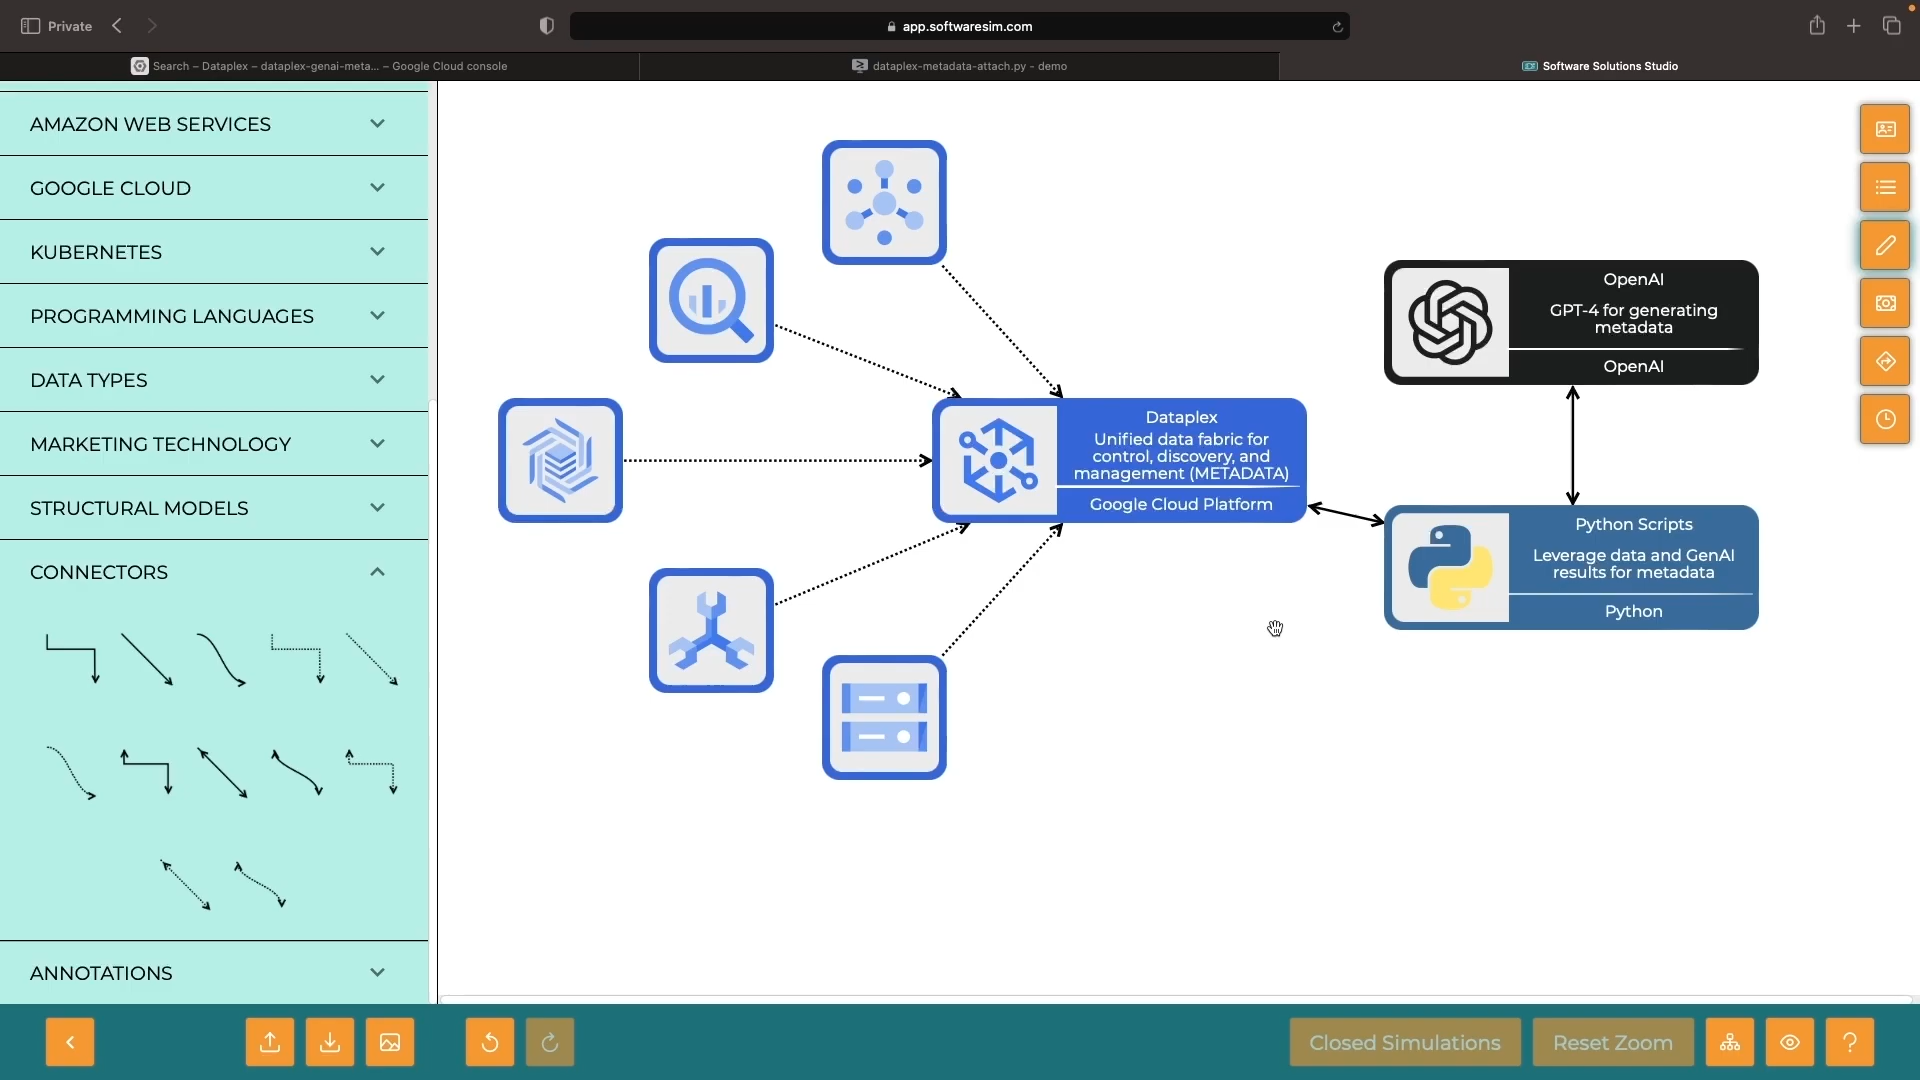 Private
app.softwaresim.com
Search – Dataplex – dataplex-genai-meta... – Google Cloud console
dataplex-metadata-attach.py - demo
Software Solutions Studio
AMAZON WEB SERVICES
GOOGLE CLOUD
KUBERNETES
PROGRAMMING LANGUAGES
DATA TYPES
MARKETING TECHNOLOGY
STRUCTURAL MODELS
CONNECTORS
ANNOTATIONS
Dataplex
Unified data fabric for
control, discovery, and
management (METADATA)
Google Cloud Platform
OpenAI
GPT-4 for generating
metadata
OpenAI
Python Scripts
Leverage data and GenAI
results for metadata
Python
Closed Simulations
Reset Zoom
?